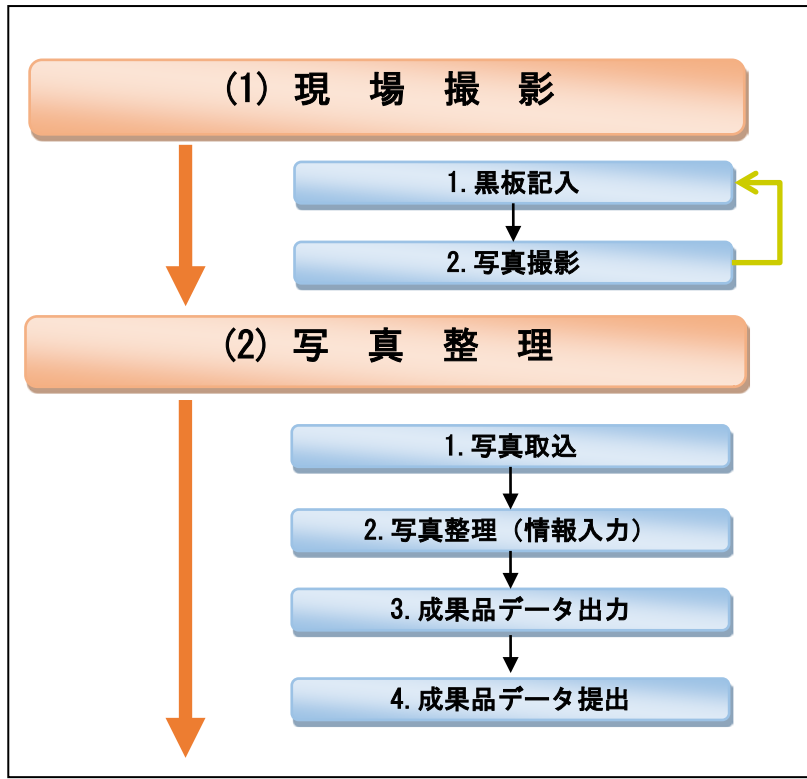 (1) 現 場 撮 影
1. 黒板記入
2. 写真撮影
(2) 写 真 整 理
1. 写真取込
2. 写真整理（情報入力）
3. 成果品データ出力
4. 成果品データ提出